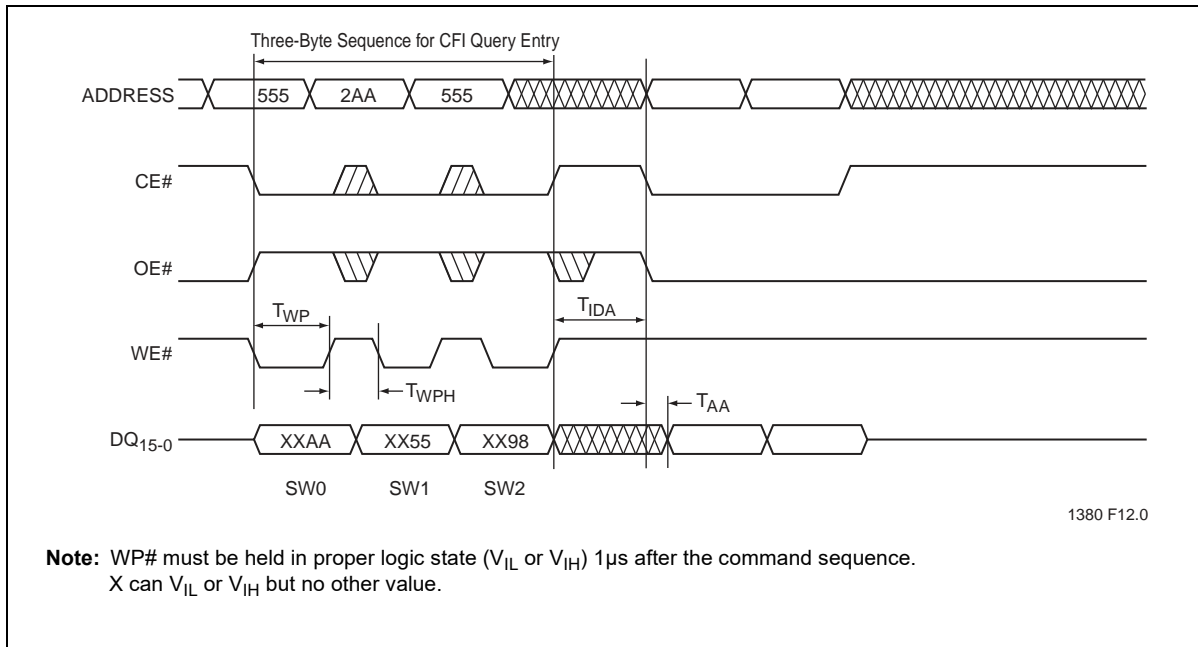 Three-Byte Sequence for CFI Query Entry
ADDRESS 555 2AA 555
CE#
OE#
TWP TIDA
WE#
TWPH TAA
DQ15-0 XXAA XX55 XX98
SW0 SW1 SW2
1380 F12.0
Note: WP# must be held in proper logic state (VIL or VIH) 1µs after the command sequence.
X can VIL or VIH but no other value.